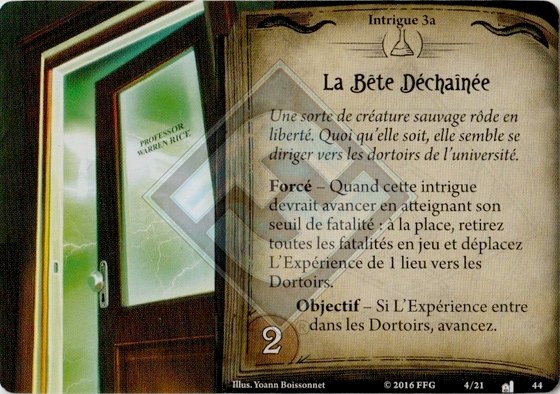 Intrigue 3a
La Bête Déchaînée
Une sorte de créature sauvage rôde en
liberté. Quoi qu'elle soit, elle semble se
diriger vers les dortoirs de l'université.
Forcé – Quand cette intrigue
devrait avancer en atteignant son
seuil de fatalité : à la place, retirez
toutes les fatalités en jeu et déplacez
L'Expérience de 1 lieu vers les
Dortoirs.
Objectif – Si L'Expérience entre
dans les Dortoirs, avancez.
2
PROFESSOR
WARREN RICE
Illus. Yoann Boissonnet
© 2016 FFG
4/21
44